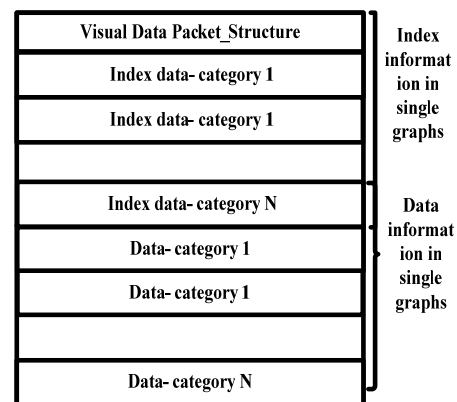 Visual Data Packet_Structure
Index data- category 1
Index data- category 1
Index data- category N
Data- category 1
Data- category 1
Data- category N
Index
informat
ion in
single
graphs
Data
informat
ion in
single
graphs